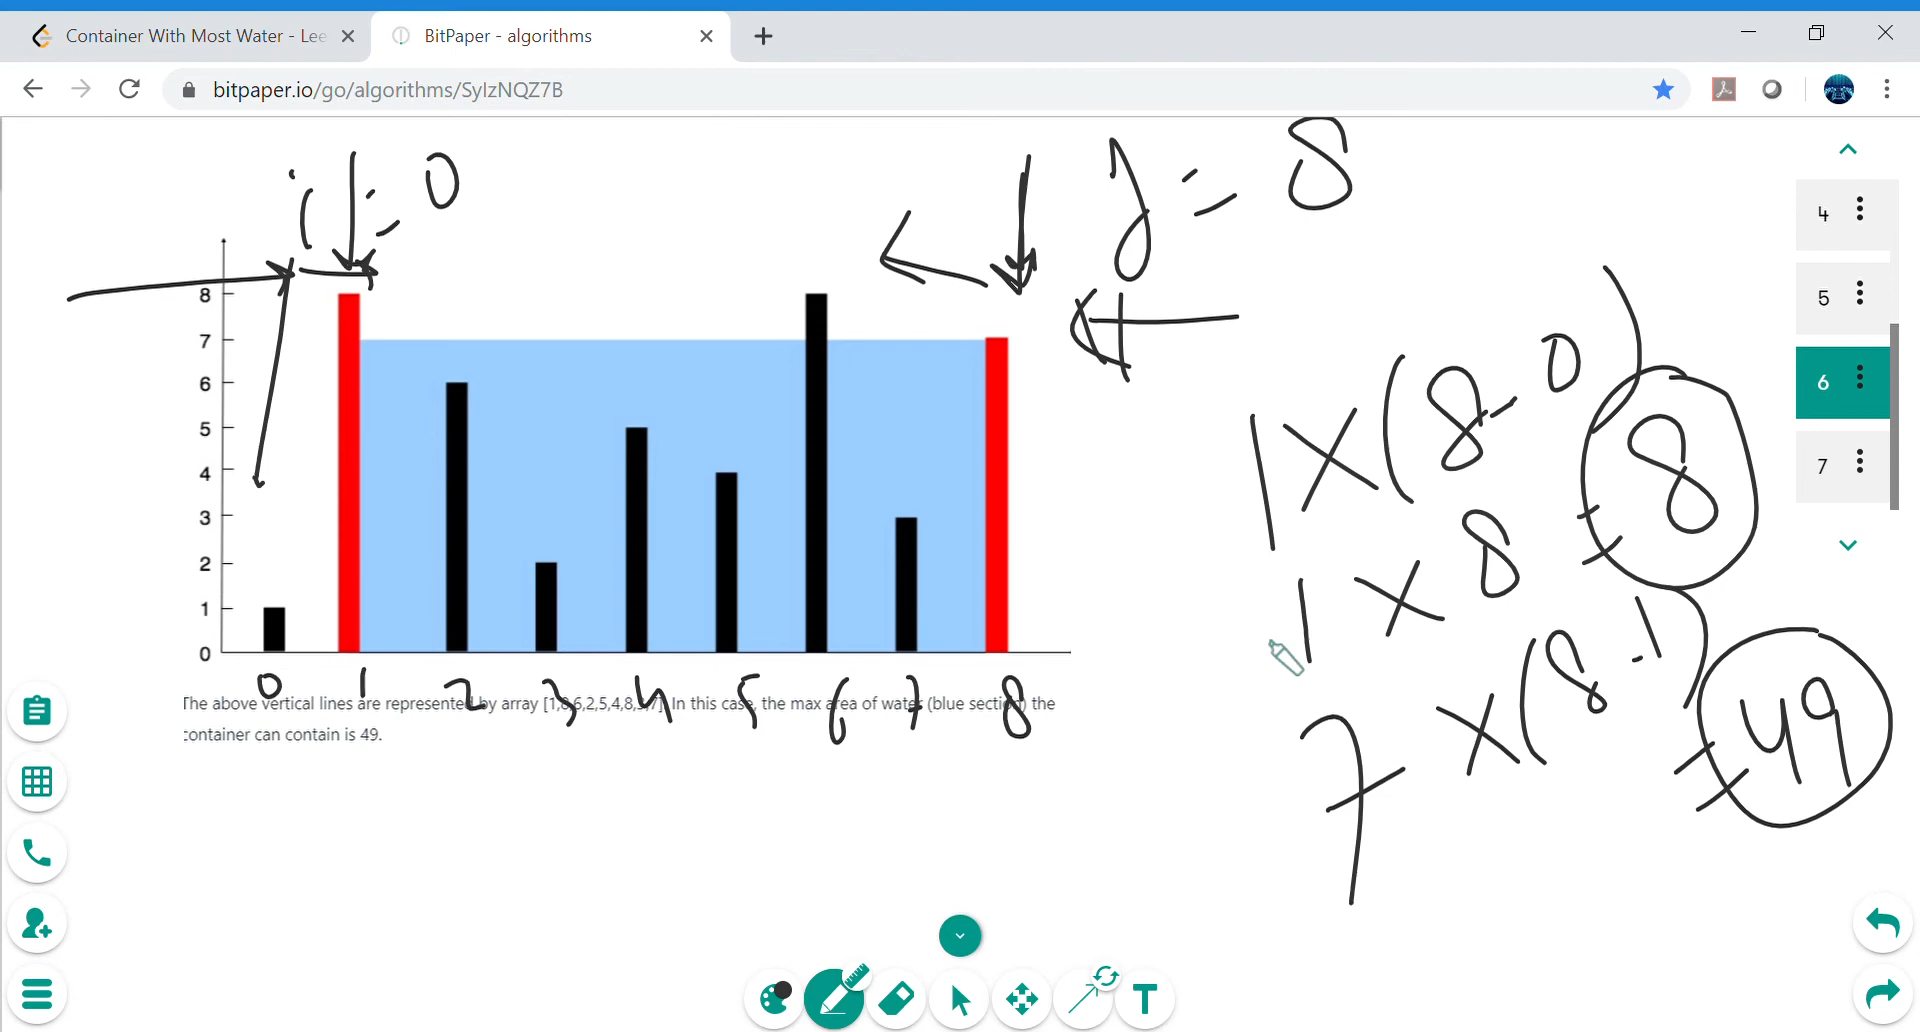 Container With Most Water - Lee
BitPaper - algorithms
bitpaper.io/go/algorithms/SyIzNQZ7B
i = 0
j = 8
8
7
6
5
4
3
2
1
0
0 1 2 3 4 5 6 7 8
The above vertical lines are represented by array [1,8,6,2,5,4,8,3,7]. In this case, the max area of water (blue section) the
container can contain is 49.
1 X (8 - 0) = 8
1 X 8
7 X (8 - 1) = 49
4
5
6
7
T